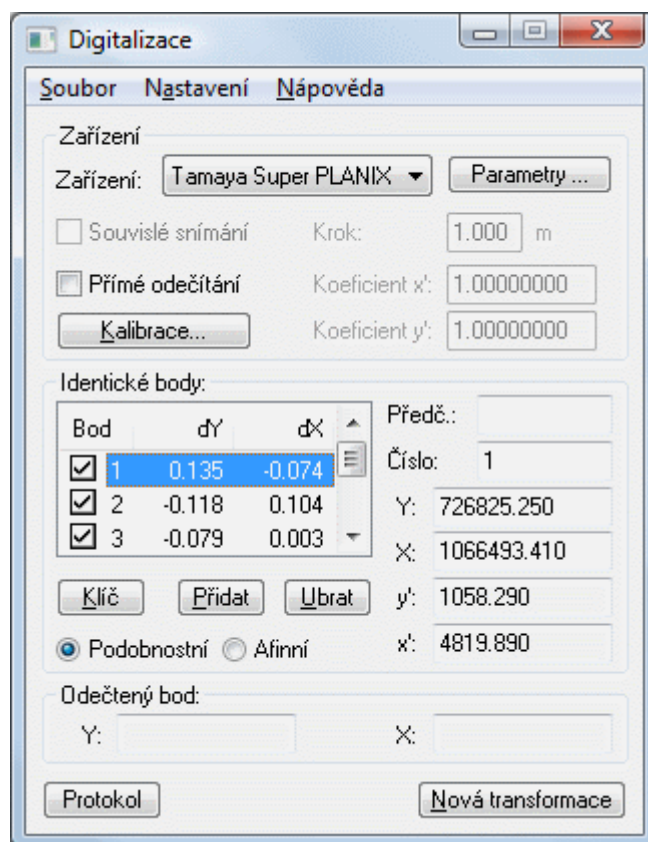 Digitalizace
Soubor Nastavení Nápověda
Zařízení
Zařízení: Tamaya Super PLANIX Parametry ...
Souvislé snímání Krok: 1.000 m
Přímé odečítání Koeficient x': 1.00000000
Kalibrace... Koeficient y': 1.00000000
Identické body:
Bod dY dX Předč.:
1 0.135 -0.074 Číslo: 1
2 -0.118 0.104 Y: 726825.250
3 -0.079 0.003 X: 1066493.410
Klíč Přidat Ubrat y': 1058.290
Podobnostní Afinní x': 4819.890
Odečtený bod:
Y: X:
Protokol Nová transformace